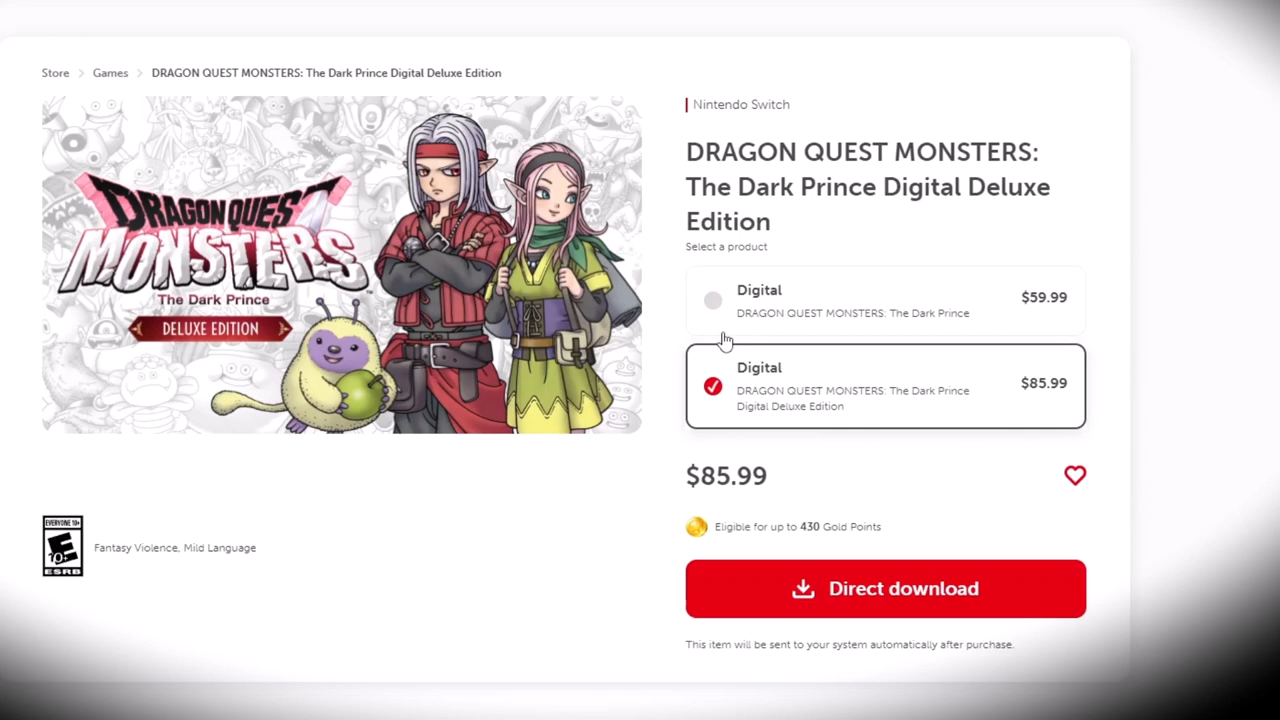 Store > Games > DRAGON QUEST MONSTERS: The Dark Prince Digital Deluxe Edition
DRAGON QUEST
MONSTERS
The Dark Prince
DELUXE EDITION
EVERYONE 10+
E
10+
ESRB
Fantasy Violence, Mild Language
Nintendo Switch
DRAGON QUEST MONSTERS:
The Dark Prince Digital Deluxe
Edition
Select a product
Digital
DRAGON QUEST MONSTERS: The Dark Prince
$59.99
Digital
DRAGON QUEST MONSTERS: The Dark Prince
Digital Deluxe Edition
$85.99
$85.99
Eligible for up to 430 Gold Points
Direct download
This item will be sent to your system automatically after purchase.